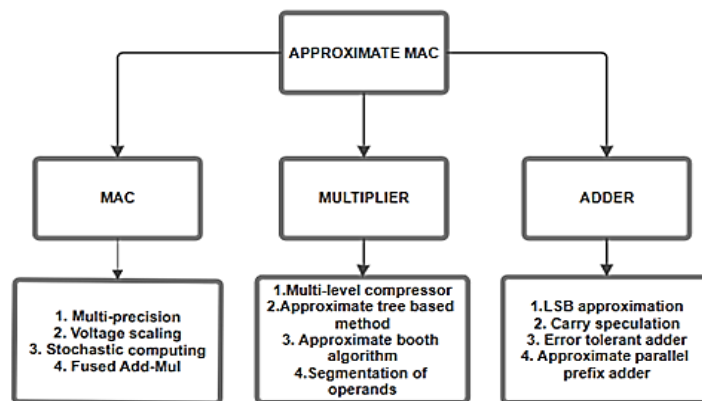 APPROXIMATE MAC
MAC
MULTIPLIER
ADDER
1. Multi-precision
2. Voltage scaling
3. Stochastic computing
4. Fused Add-Mul
1.Multi-level compressor
2.Approximate tree based
method
3. Approximate booth
algorithm
4.Segmentation of
operands
1.LSB approximation
2. Carry speculation
3. Error tolerant adder
4. Approximate parallel
prefix adder